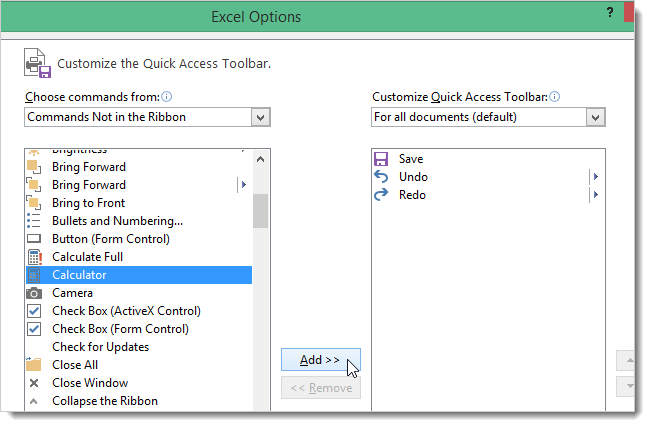 Excel Options
?
Customize the Quick Access Toolbar.
Choose commands from:
Commands Not in the Ribbon
Brightness
Bring Forward
Bring Forward
Bring to Front
Bullets and Numbering...
Button (Form Control)
Calculate Full
Calculator
Camera
Check Box (ActiveX Control)
Check Box (Form Control)
Check for Updates
Close All
Close Window
Collapse the Ribbon
Add >>
<< Remove
Customize Quick Access Toolbar:
For all documents (default)
Save
Undo
Redo